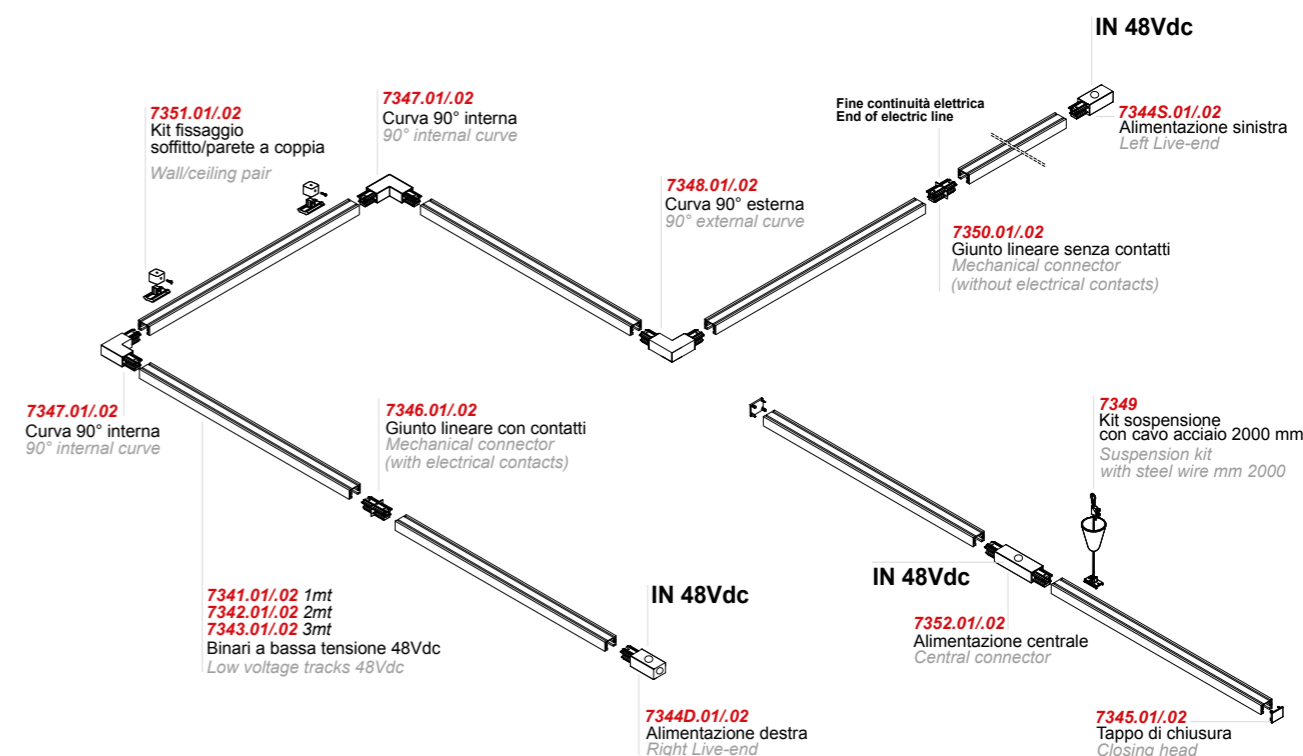 IN 48Vdc
7351.01/.02
Kit fissaggio
soffitto/parete a coppia
Wall/ceiling pair
7347.01/.02
Curva 90° interna
90° internal curve
Fine continuità elettrica
End of electric line
7344S.01/.02
Alimentazione sinistra
Left Live-end
7348.01/.02
Curva 90° esterna
90° external curve
7350.01/.02
Giunto lineare senza contatti
Mechanical connector
(without electrical contacts)
7347.01/.02
Curva 90° interna
90° internal curve
7346.01/.02
Giunto lineare con contatti
Mechanical connector
(with electrical contacts)
7349
Kit sospensione
con cavo acciaio 2000 mm
Suspension kit
with steel wire mm 2000
7341.01/.02 1mt
7342.01/.02 2mt
7343.01/.02 3mt
Binari a bassa tensione 48Vdc
Low voltage tracks 48Vdc
IN 48Vdc
7344D.01/.02
Alimentazione destra
Right Live-end
IN 48Vdc
7352.01/.02
Alimentazione centrale
Central connector
7345.01/.02
Tappo di chiusura
Closing head